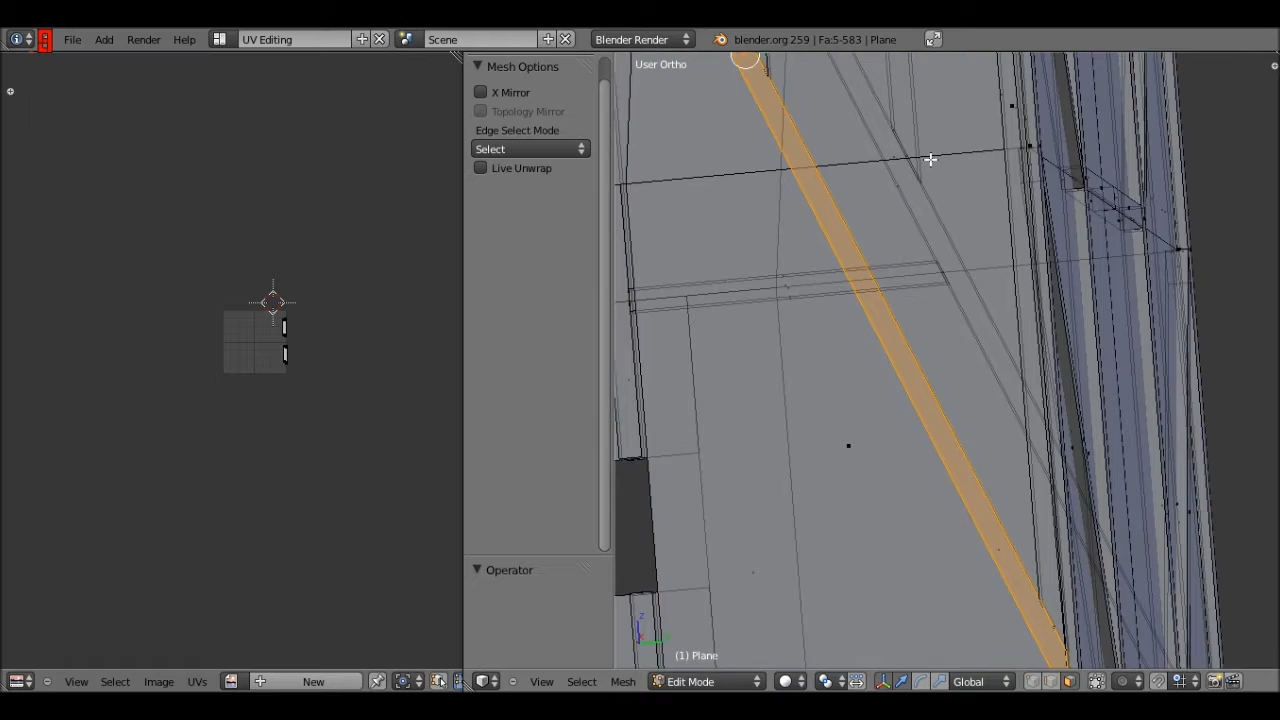 File Add Render Help UV Editing Scene Blender Render blender.org 259 | Fa:5-583 | Plane
Mesh Options
User Ortho
X Mirror
Topology Mirror
Edge Select Mode
Select
Live Unwrap
Operator
(1) Plane
View Select Image UVs New View Select Mesh Edit Mode Global